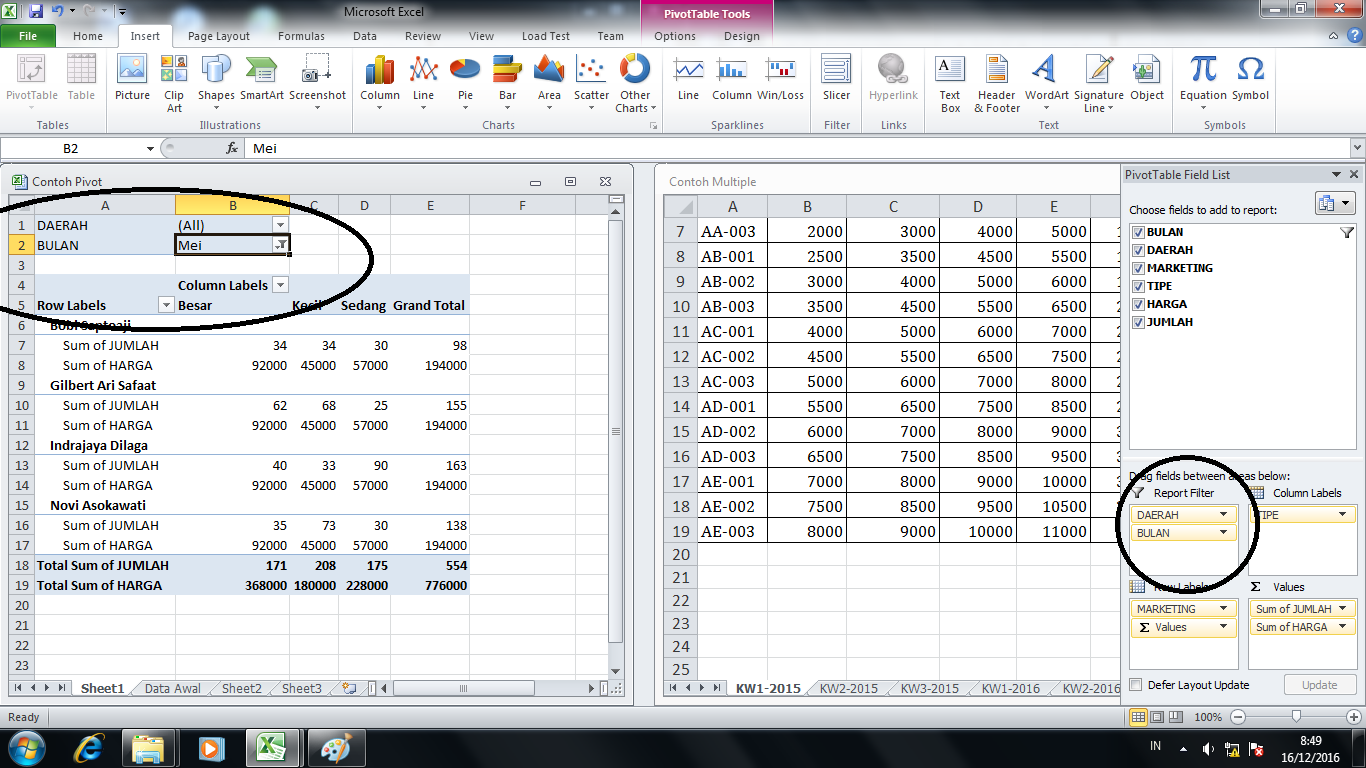 Microsoft Excel
PivotTable Tools
File Home Insert Page Layout Formulas Data Review View Load Test Team Options Design
PivotTable Table Picture Clip Art Shapes SmartArt Screenshot Column Line Pie Bar Area Scatter Other Charts Line Column Win/Loss Slicer Hyperlink Text Box Header & Footer WordArt Signature Line Object Equation Symbol
Tables Illustrations Charts Sparklines Filter Links Text Symbols
B2 fx Mei
Contoh Pivot
A B C D E F
1 DAERAH (All)
2 BULAN Mei
3
4 Column Labels
5 Row Labels Besar Kecil Sedang Grand Total
6 Bobi Septoaji
7 Sum of JUMLAH 34 34 30 98
8 Sum of HARGA 92000 45000 57000 194000
9 Gilbert Ari Safaat
10 Sum of JUMLAH 62 68 25 155
11 Sum of HARGA 92000 45000 57000 194000
12 Indrajaya Dilaga
13 Sum of JUMLAH 40 33 90 163
14 Sum of HARGA 92000 45000 57000 194000
15 Novi Asokawati
16 Sum of JUMLAH 35 73 30 138
17 Sum of HARGA 92000 45000 57000 194000
18 Total Sum of JUMLAH 171 208 175 554
19 Total Sum of HARGA 368000 180000 228000 776000
20
21
22
23
Sheet1 Data Awal Sheet2 Sheet3
Contoh Multiple
A B C D E
7 AA-003 2000 3000 4000 5000 1
8 AB-001 2500 3500 4500 5500 1
9 AB-002 3000 4000 5000 6000 1
10 AB-003 3500 4500 5500 6500 2
11 AC-001 4000 5000 6000 7000 2
12 AC-002 4500 5500 6500 7500 2
13 AC-003 5000 6000 7000 8000 2
14 AD-001 5500 6500 7500 8500 2
15 AD-002 6000 7000 8000 9000 3
16 AD-003 6500 7500 8500 9500 3
17 AE-001 7000 8000 9000 10000 3
18 AE-002 7500 8500 9500 10500 3
19 AE-003 8000 9000 10000 11000 3
20
21
22
23
24
25
KW1-2015 KW2-2015 KW3-2015 KW1-2016 KW2-2016
PivotTable Field List
Choose fields to add to report:
BULAN
DAERAH
MARKETING
TIPE
HARGA
JUMLAH
Drag fields between areas below:
Report Filter Column Labels
DAERAH TIPE
BULAN
Row Labels Σ Values
MARKETING Sum of JUMLAH
Σ Values Sum of HARGA
Defer Layout Update Update
Ready 100%
IN 8:49
16/12/2016